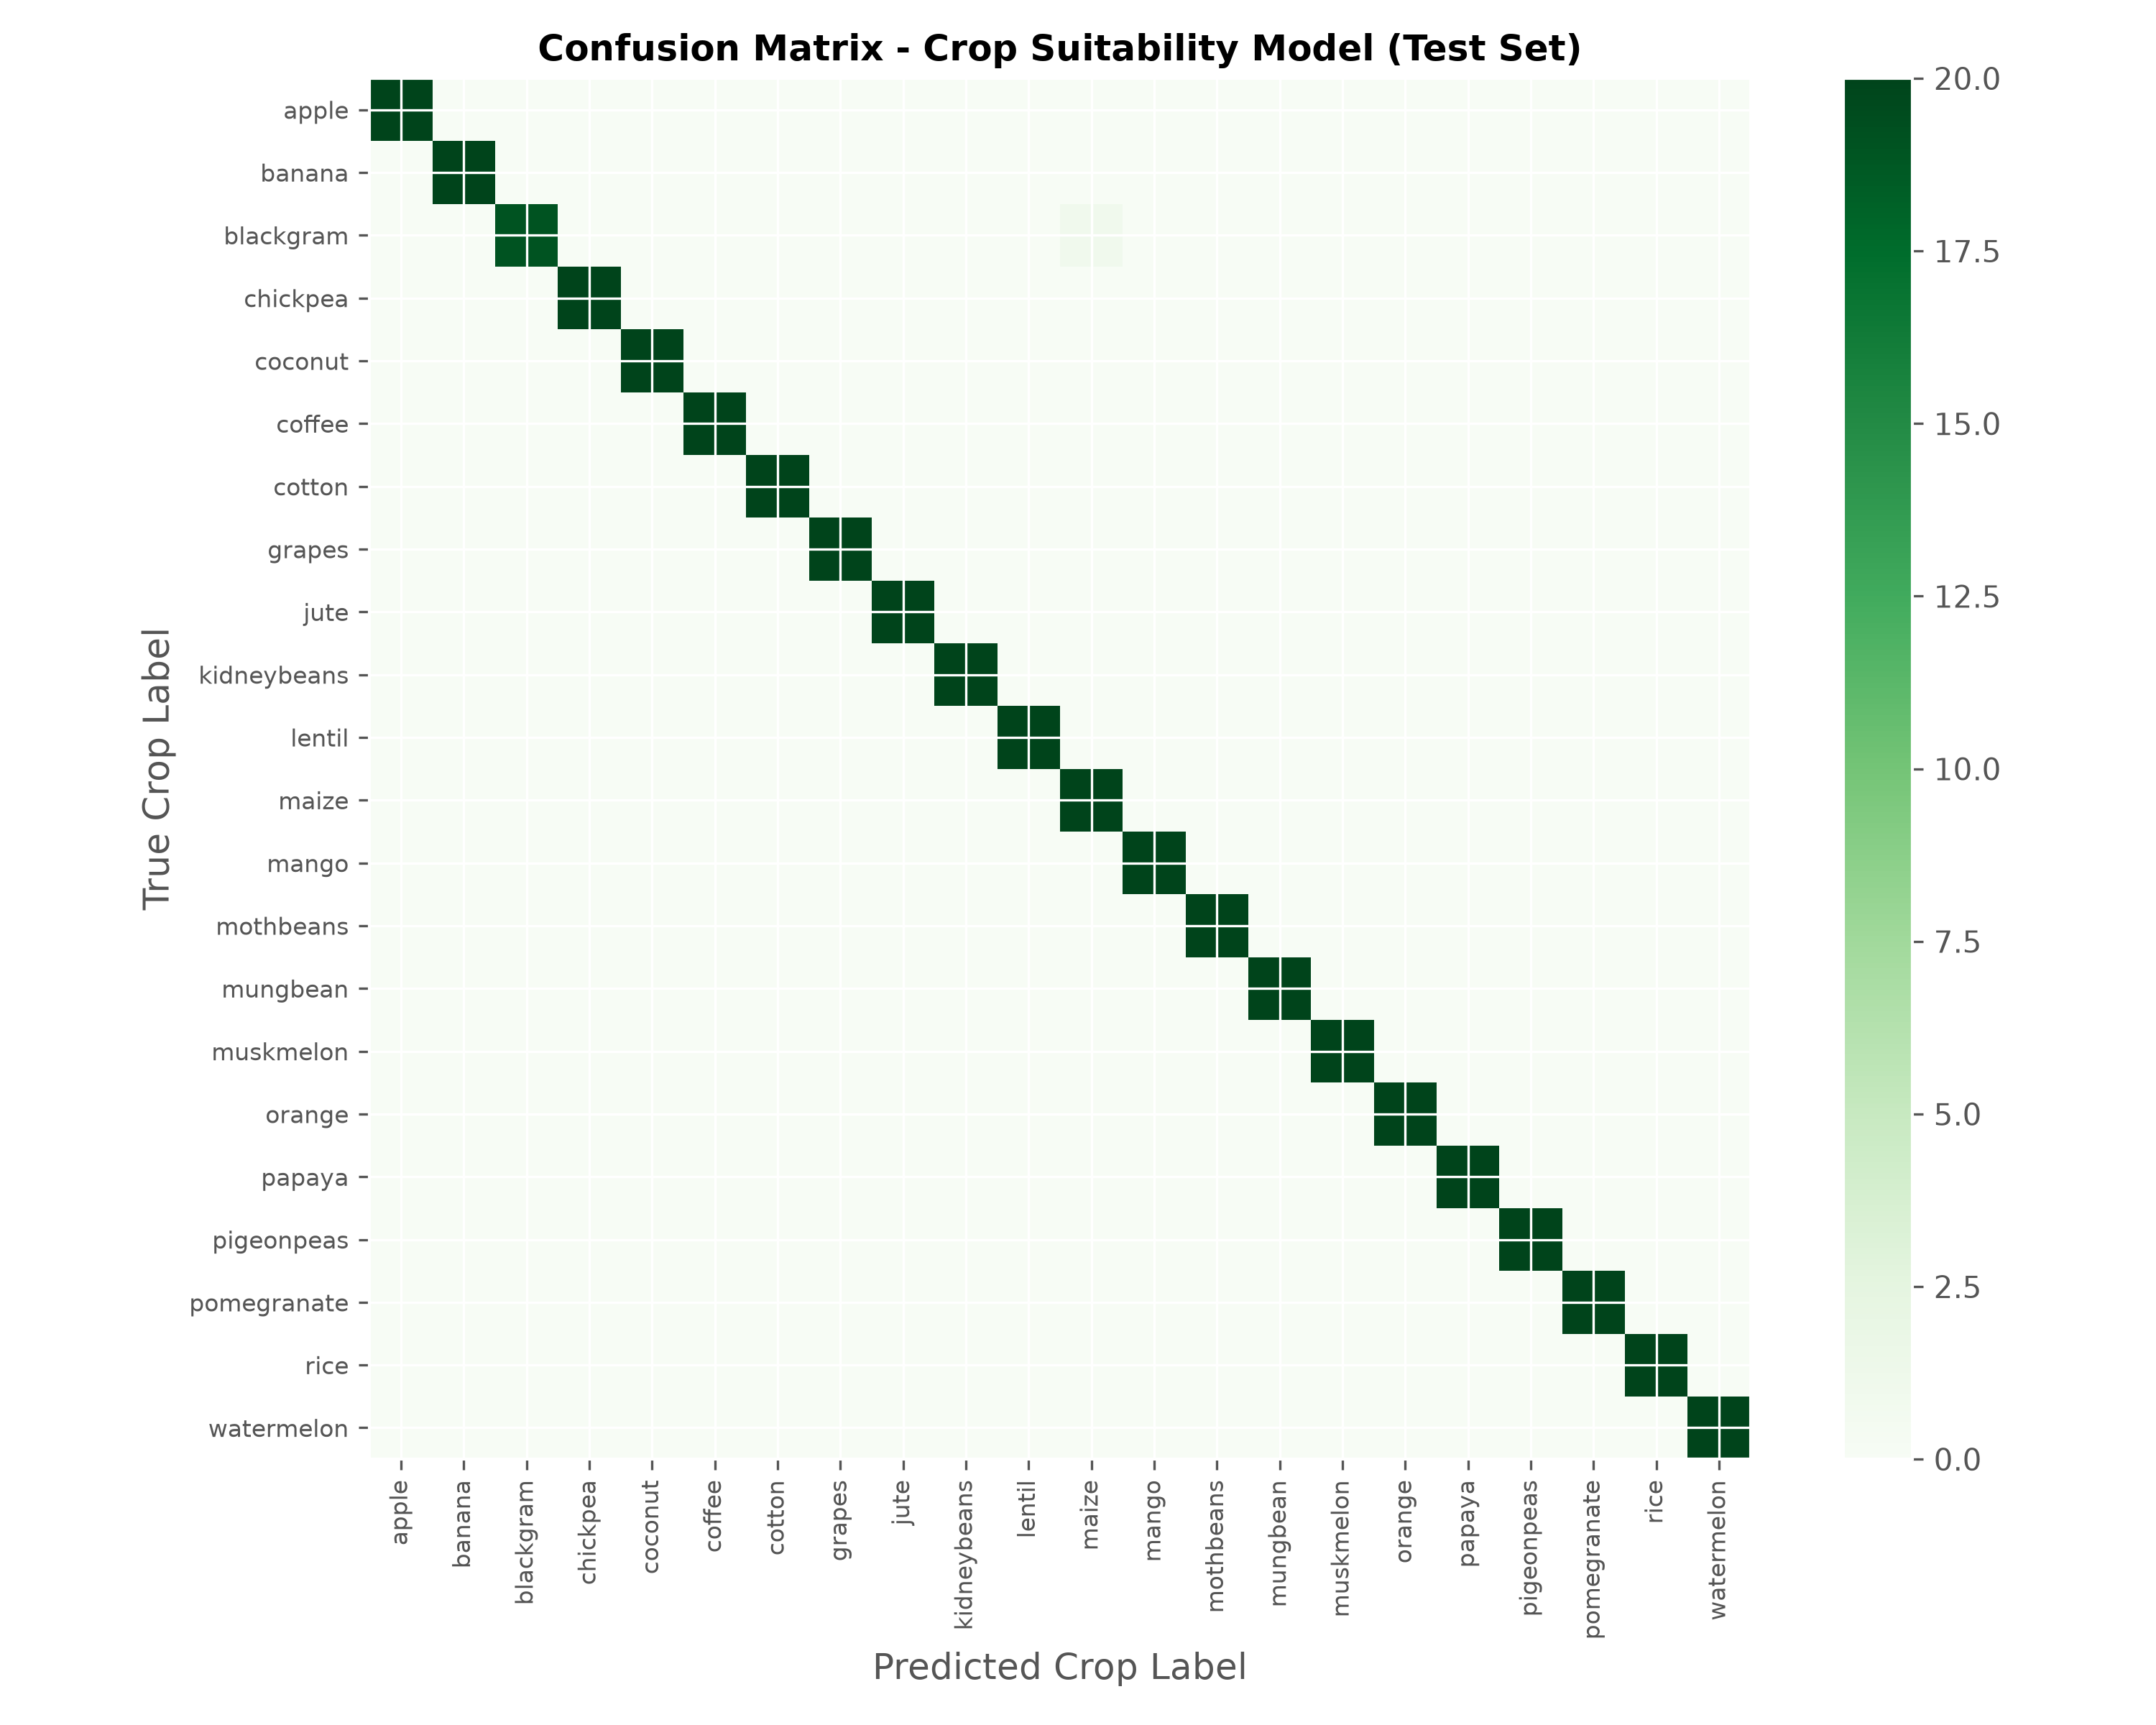 Confusion Matrix - Crop Suitability Model (Test Set)
True Crop Label
apple
banana
blackgram
chickpea
coconut
coffee
cotton
grapes
jute
kidneybeans
lentil
maize
mango
mothbeans
mungbean
muskmelon
orange
papaya
pigeonpeas
pomegranate
rice
watermelon
apple
banana
blackgram
chickpea
coconut
coffee
cotton
grapes
jute
kidneybeans
lentil
maize
mango
mothbeans
mungbean
muskmelon
orange
papaya
pigeonpeas
pomegranate
rice
watermelon
Predicted Crop Label
20.0
17.5
15.0
12.5
10.0
7.5
5.0
2.5
0.0